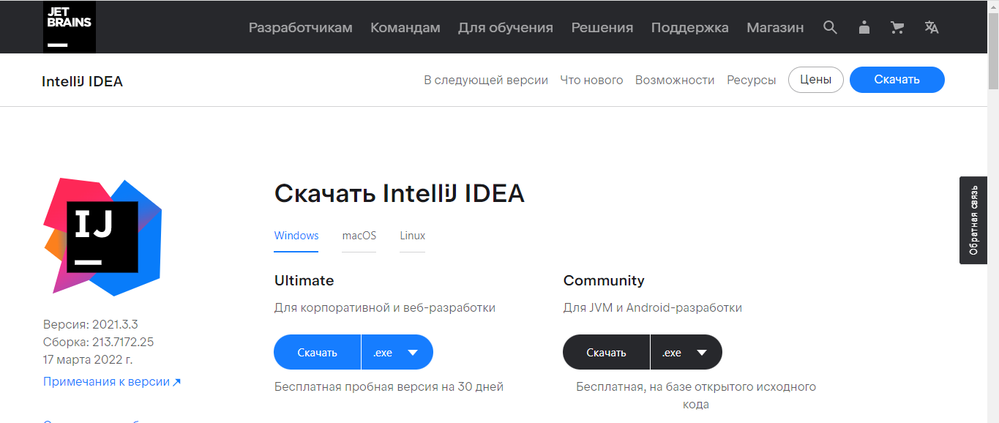 JET
BRAINS
Разработчикам Командам Для обучения Решения Поддержка Магазин
IntelliJ IDEA
В следующей версии Что нового Возможности Ресурсы Цены Скачать
IJ
Скачать IntelliJ IDEA
Windows macOS Linux
Ultimate
Для корпоративной и веб-разработки
Скачать .exe
Бесплатная пробная версия на 30 дней
Community
Для JVM и Android-разработки
Скачать .exe
Бесплатная, на базе открытого исходного
кода
Версия: 2021.3.3
Сборка: 213.7172.25
17 марта 2022 г.
Примечания к версии
Обратная связь